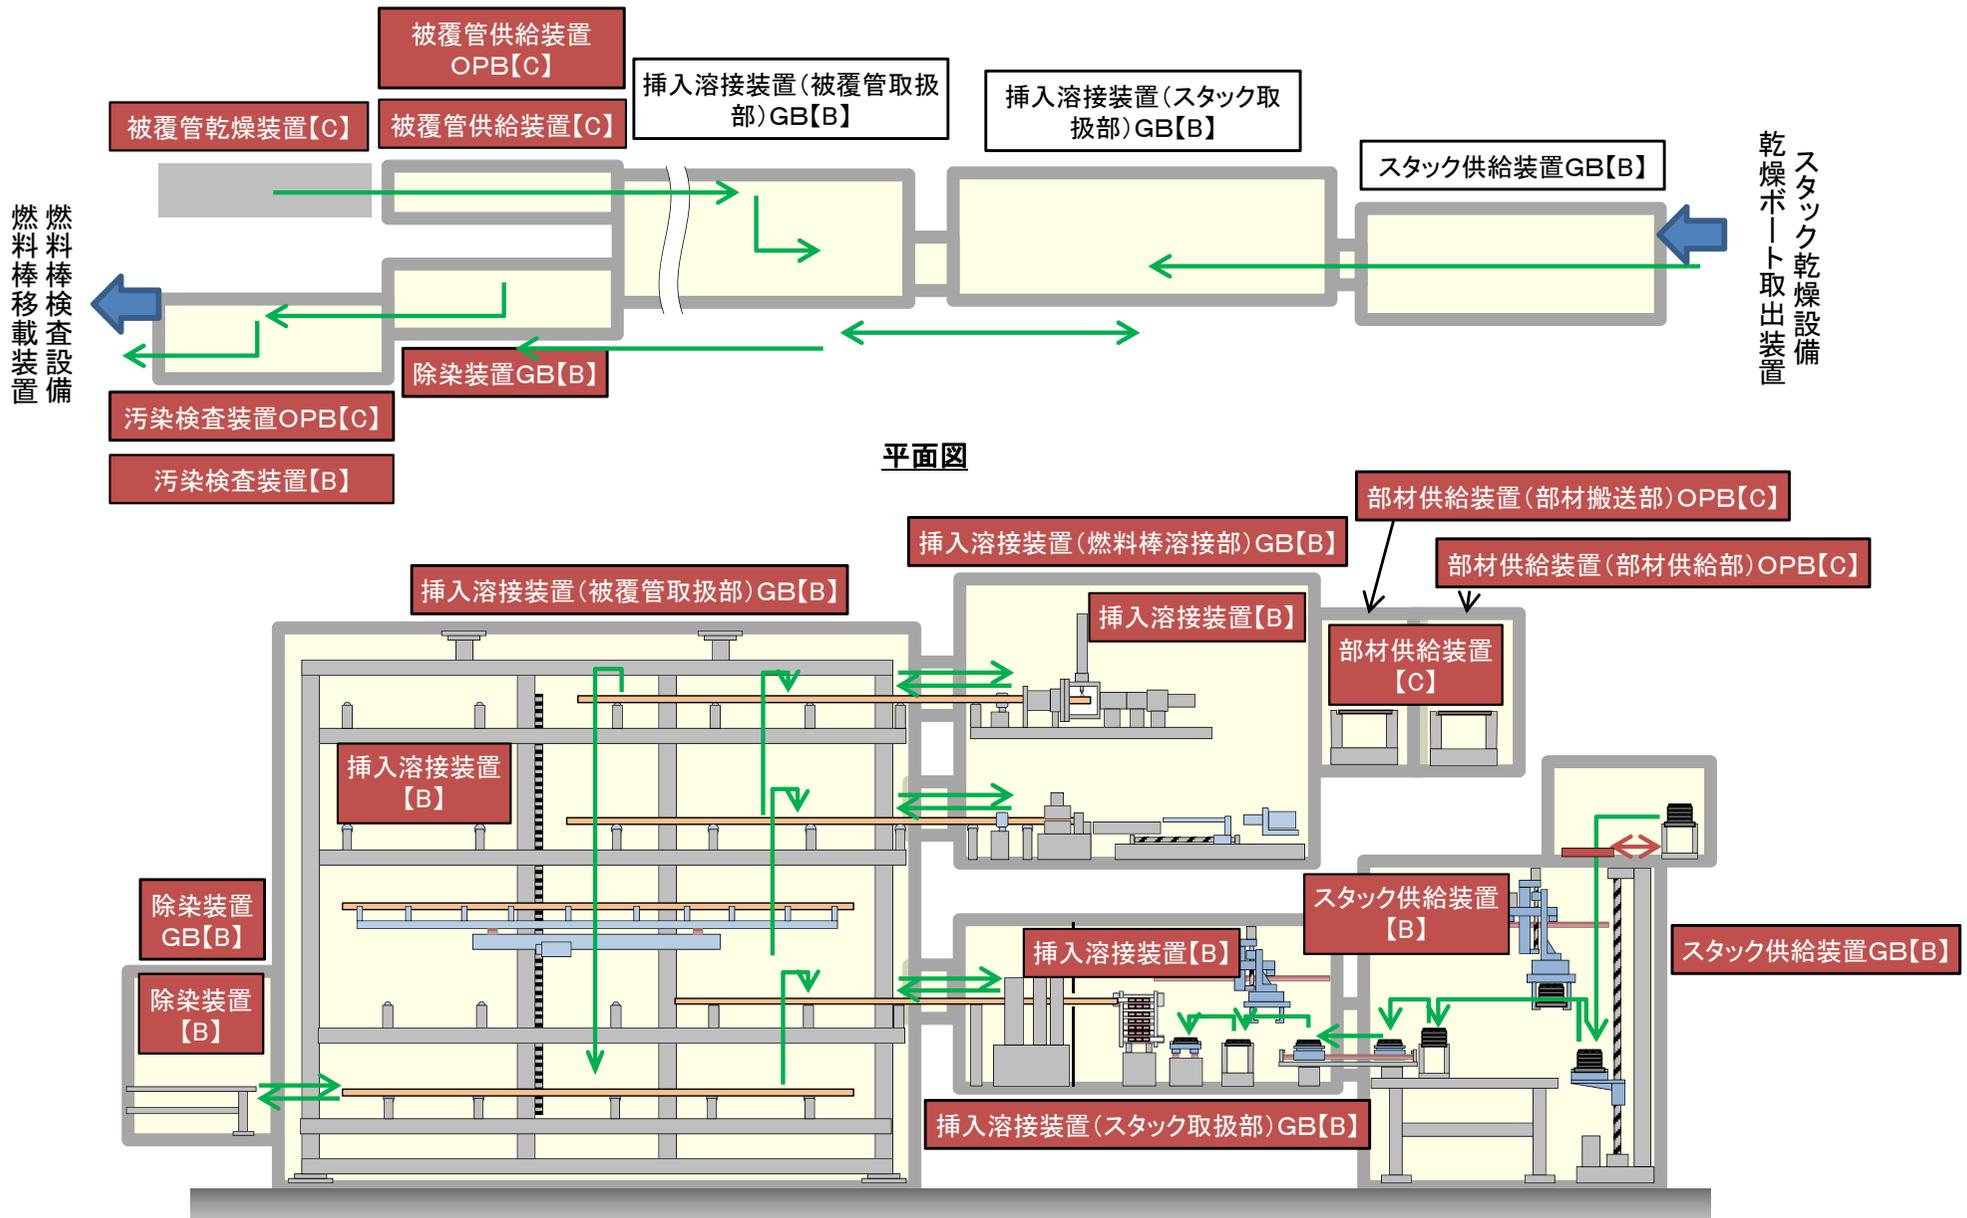 被覆管供給装置
OPB【C】
被覆管乾燥装置【C】
被覆管供給装置【C】
挿入溶接装置(被覆管取扱
部)GB【B】
挿入溶接装置(スタック取
扱部)GB【B】
スタック供給装置GB【B】
スタック乾燥設備
乾燥ボート取出装置
燃料棒検査設備
燃料棒移載装置
除染装置GB【B】
汚染検査装置OPB【C】
汚染検査装置【B】
平面図
部材供給装置(部材搬送部)OPB【C】
挿入溶接装置(燃料棒溶接部)GB【B】
部材供給装置(部材供給部)OPB【C】
挿入溶接装置(被覆管取扱部)GB【B】
挿入溶接装置【B】
部材供給装置
【C】
挿入溶接装置
【B】
除染装置
GB【B】
スタック供給装置
【B】
挿入溶接装置【B】
スタック供給装置GB【B】
除染装置
【B】
挿入溶接装置(スタック取扱部)GB【B】